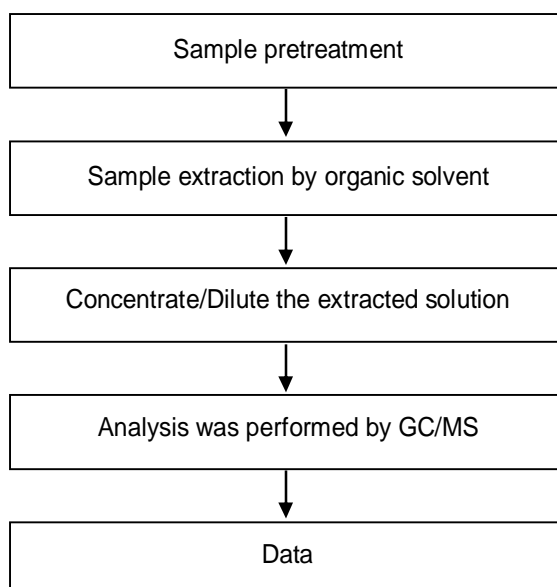 Sample pretreatment
Sample extraction by organic solvent
Concentrate/Dilute the extracted solution
Analysis was performed by GC/MS
Data